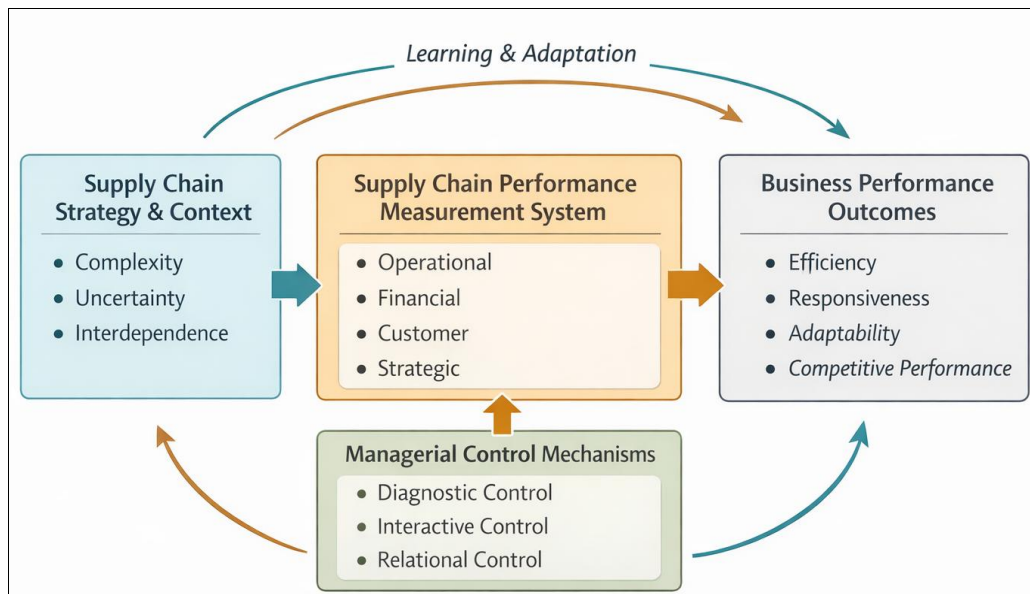 Learning & Adaptation
Supply Chain
Strategy & Context
• Complexity
• Uncertainty
• Interdependence
Supply Chain Performance
Measurement System
• Operational
• Financial
• Customer
• Strategic
Business Performance
Outcomes
• Efficiency
• Responsiveness
• Adaptability
• Competitive Performance
Managerial Control Mechanisms
• Diagnostic Control
• Interactive Control
• Relational Control